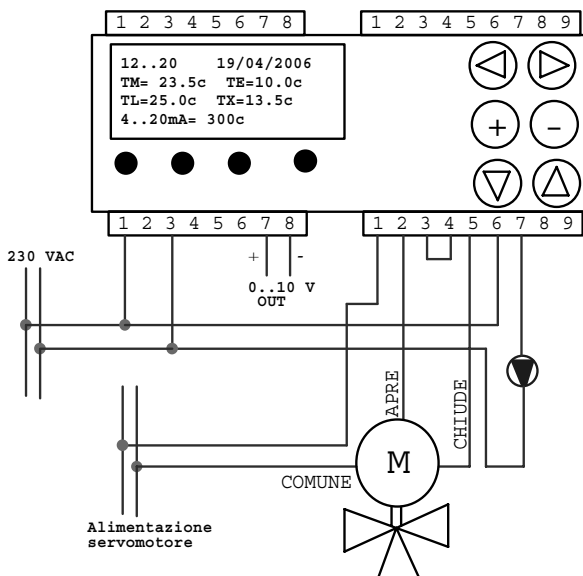 1 2 3 4 5 6 7 8
1 2 3 4 5 6 7 8 9
12..20 19/04/2006
TM= 23.5c TE=10.0c
TL=25.0c TX=13.5c
4..20mA= 300c
+ -
1 2 3 4 5 6 7 8
1 2 3 4 5 6 7 8 9
230 VAC
+ -
0..10 V
OUT
APRE
CHIUDE
M
COMUNE
Alimentazione
servomotore